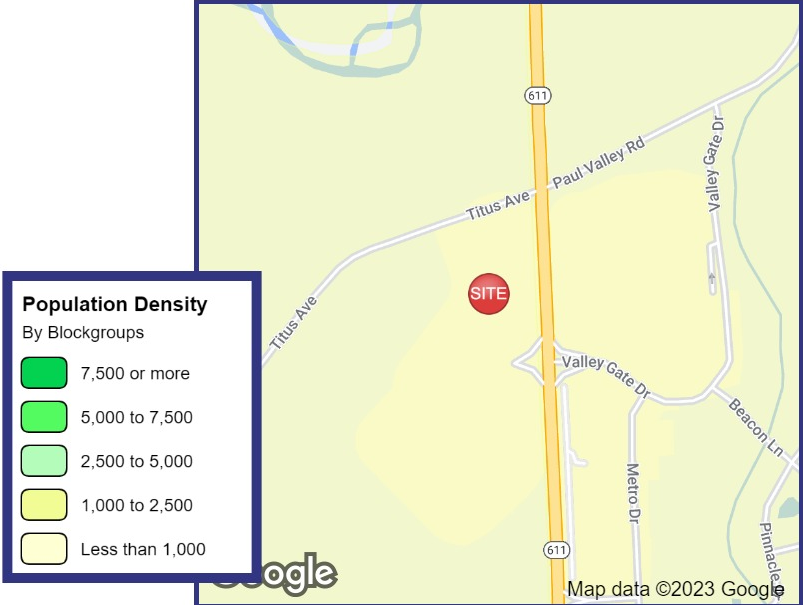 611
Paul Valley Rd
Valley Gate Dr
Titus Ave
SITE
Titus Ave
Valley Gate Dr
Beacon Ln
Metro Dr
Pinnacle
611
Population Density
By Blockgroups
7,500 or more
5,000 to 7,500
2,500 to 5,000
1,000 to 2,500
Less than 1,000
Google
Map data ©2023 Google